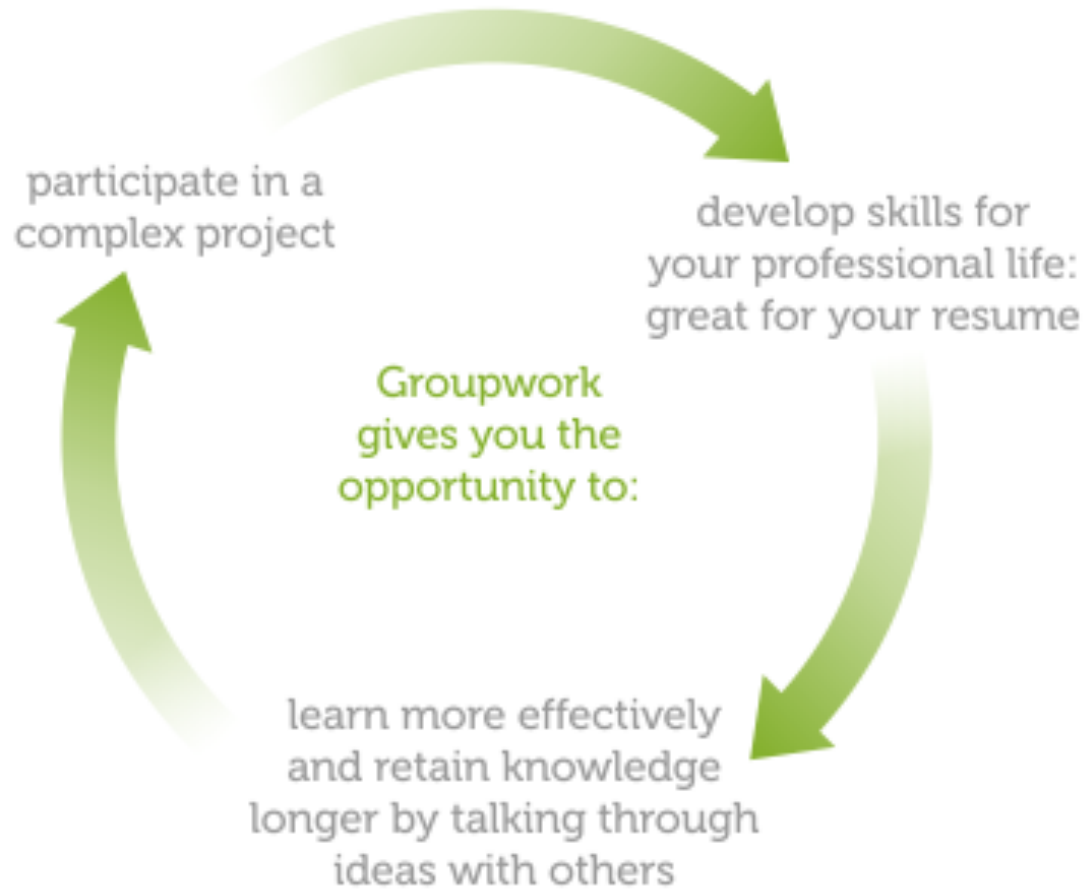 participate in a
complex project
develop skills for
your professional life:
great for your resume
Groupwork
gives you the
opportunity to:
learn more effectively
and retain knowledge
longer by talking through
ideas with others